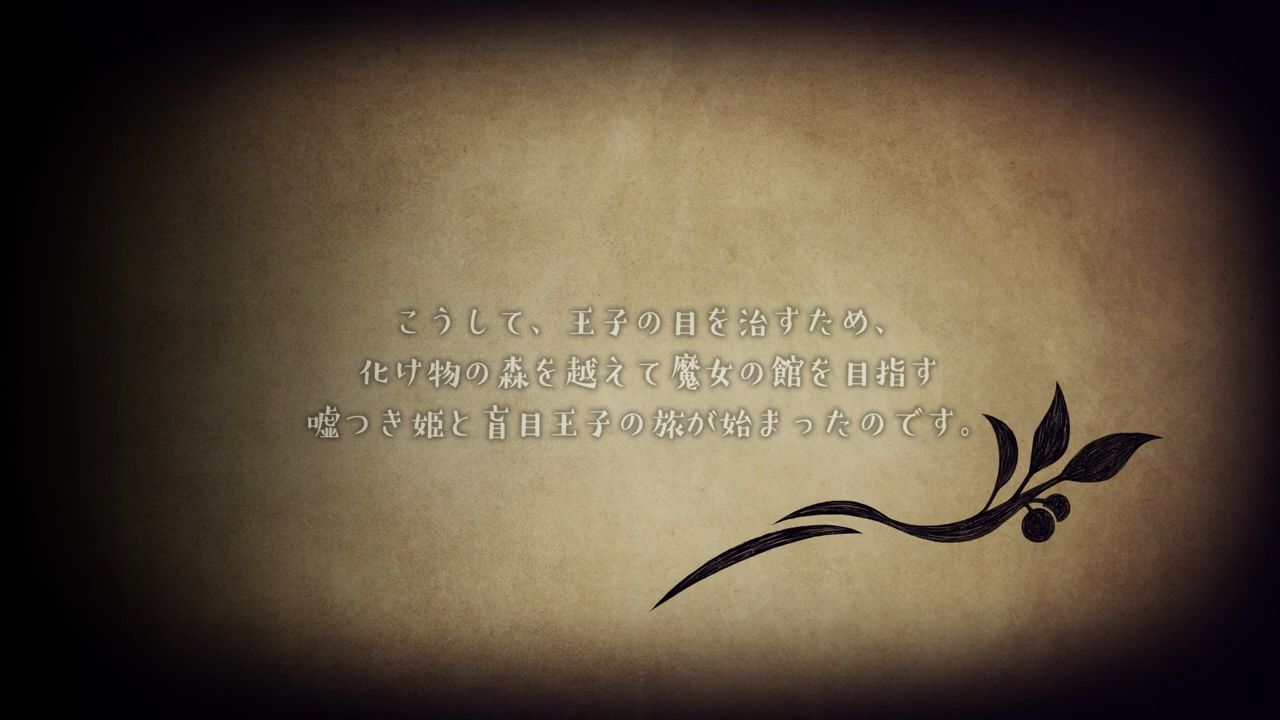 こうして、王子の目を治すため、
化け物の森を越えて魔女の館を目指す
嘘つき姫と盲目王子の旅が始まったのです。